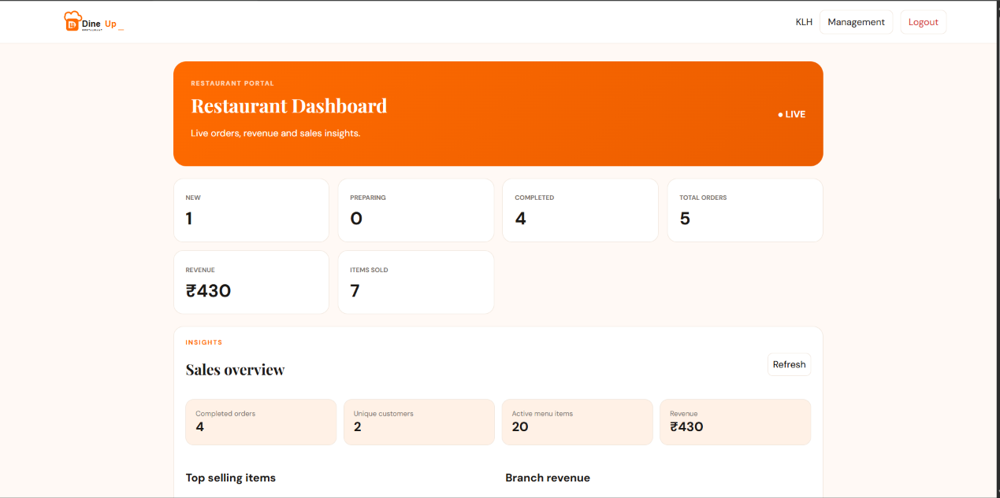 Dine Up
RESTAURANT
KLH Management Logout
RESTAURANT PORTAL
Restaurant Dashboard
Live orders, revenue and sales insights.
● LIVE
NEW
1
PREPARING
0
COMPLETED
4
TOTAL ORDERS
5
REVENUE
₹430
ITEMS SOLD
7
INSIGHTS
Sales overview
Refresh
Completed orders
4
Unique customers
2
Active menu items
20
Revenue
₹430
Top selling items
Branch revenue